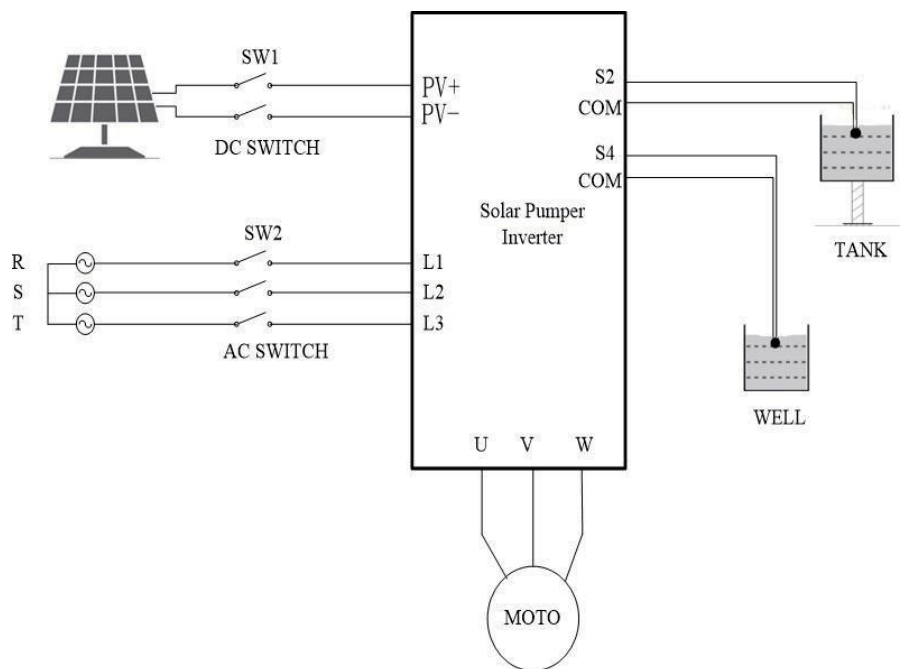 SW1
PV+
PV−
DC SWITCH
S2
COM
S4
COM
Solar Pumper
Inverter
TANK
SW2
R
L1
S
L2
T
L3
AC SWITCH
WELL
U V W
MOTO